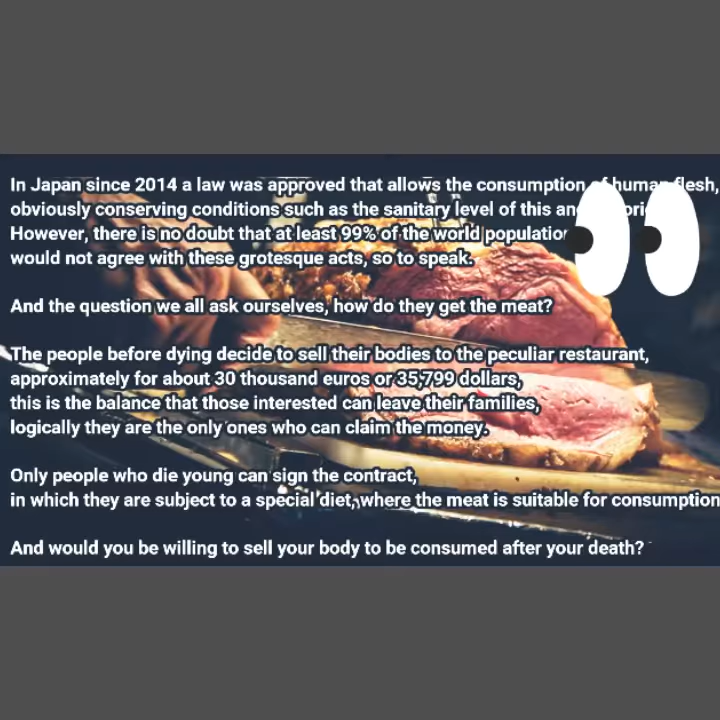 In Japan since 2014 a law was approved that allows the consumption of human flesh,
obviously conserving conditions such as the sanitary level of this and
However, there is no doubt that at least 99% of the world population
would not agree with these grotesque acts, so to speak.
And the question we all ask ourselves, how do they get the meat?
The people before dying decide to sell their bodies to the peculiar restaurant,
approximately for about 30 thousand euros or 35,799 dollars,
this is the balance that those interested can leave their families,
logically they are the only ones who can claim the money.
Only people who die young can sign the contract,
in which they are subject to a special diet, where the meat is suitable for consumption
And would you be willing to sell your body to be consumed after your death?